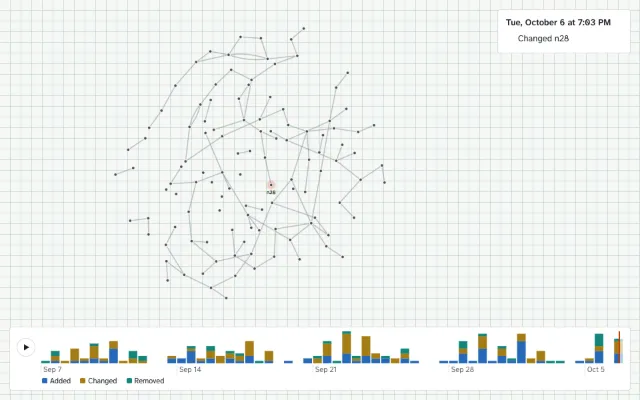 Tue, October 6 at 7:03 PM
Changed n28
n28
Sep 7
Sep 14
Sep 21
Sep 28
Oct 5
Added
Changed
Removed